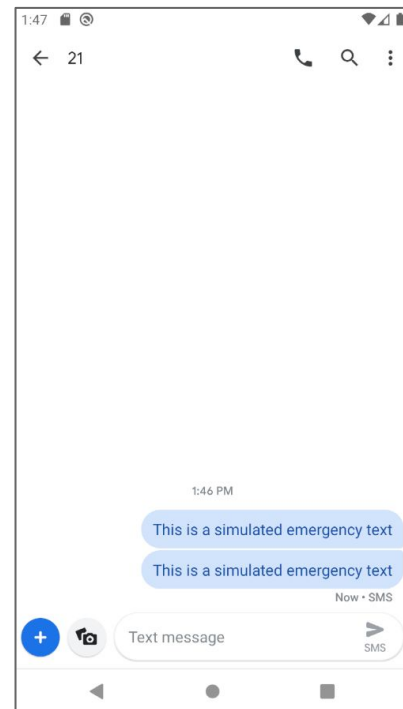 1:47
21
1:46 PM
This is a simulated emergency text
This is a simulated emergency text
Now • SMS
Text message
SMS